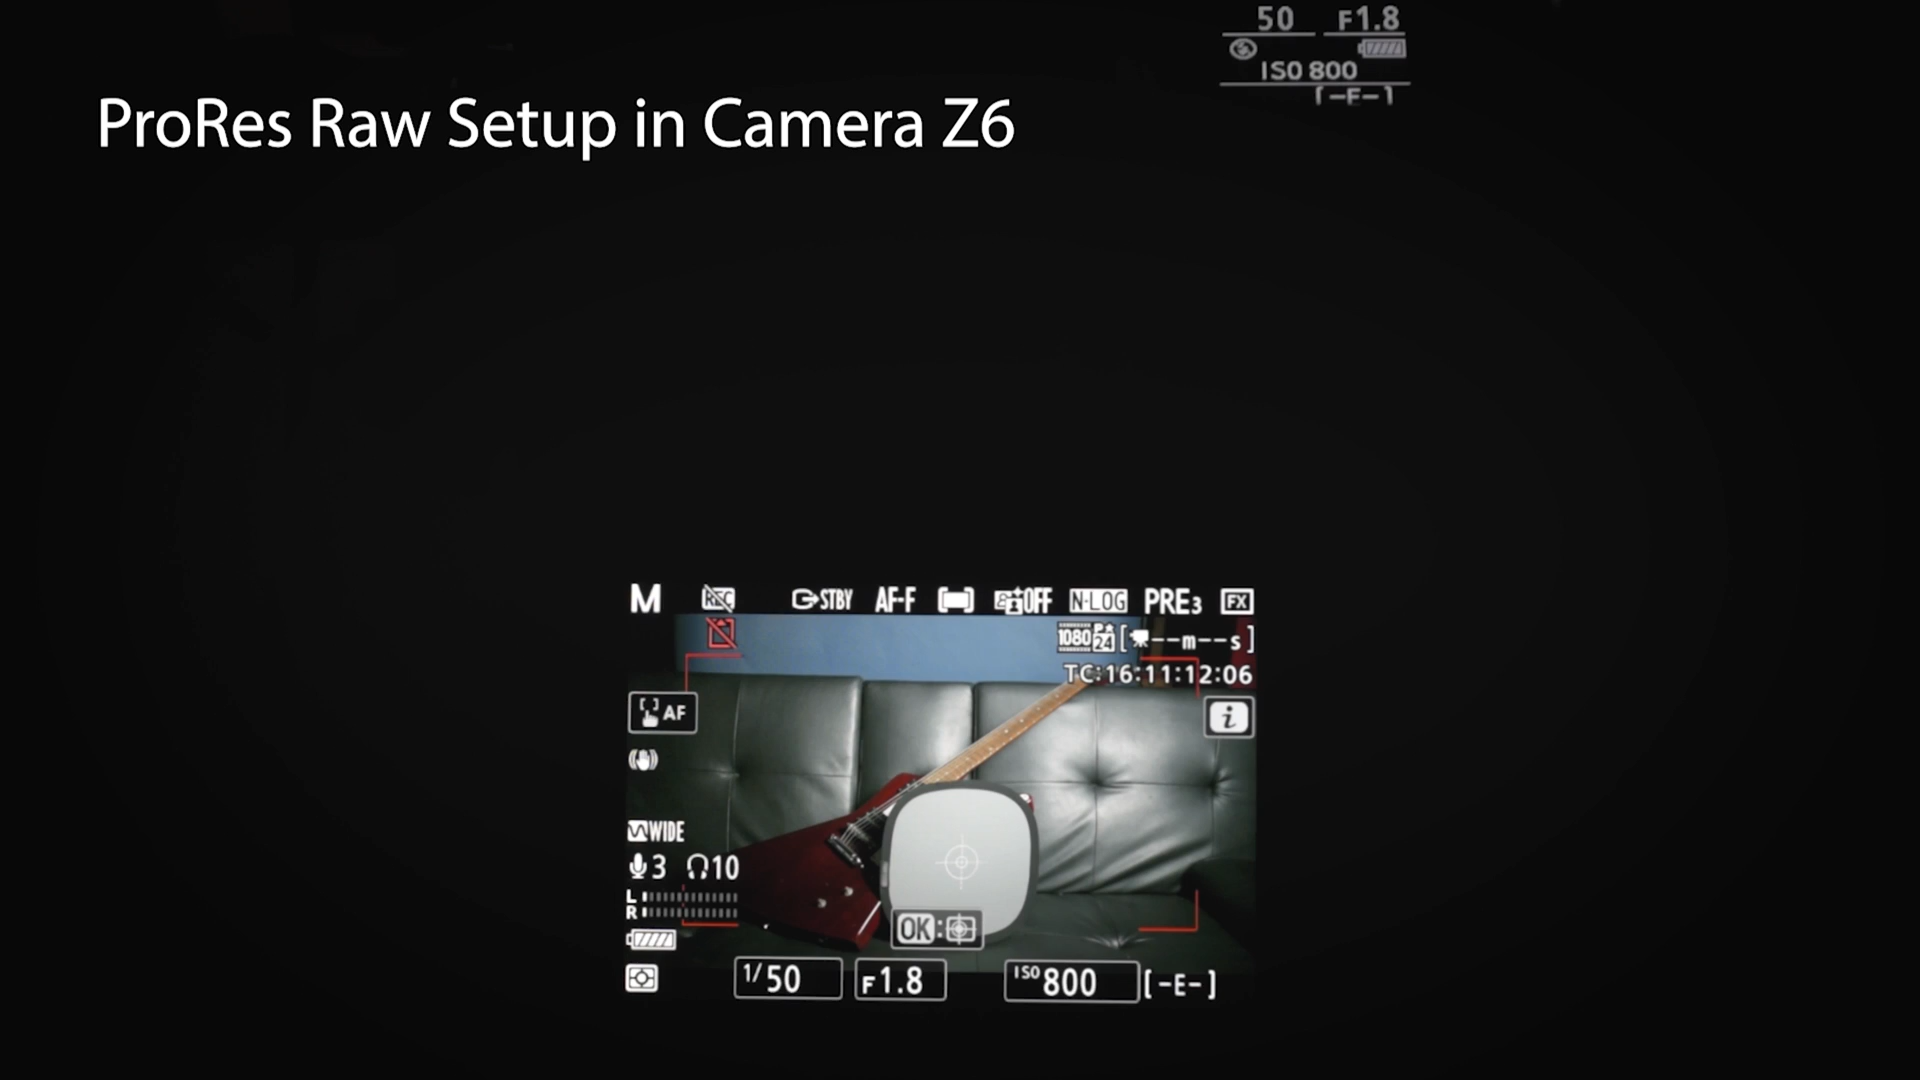 50 F1.8
ISO 800
[-E-]
ProRes Raw Setup in Camera Z6
M REC STBY AF-F OFF N-LOG PRE3 FX
1080 24 [--m--s]
TC:16:11:12:06
AF i
WIDE
3 10
L
R
OK:
1/50 F1.8 ISO 800 [-E-]